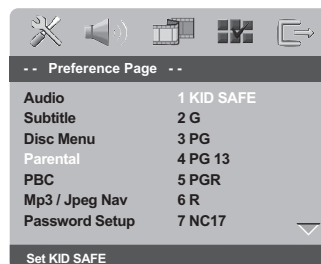 -- Preference Page --
Audio 1 KID SAFE
Subtitle 2 G
Disc Menu 3 PG
Parental 4 PG 13
PBC 5 PGR
Mp3 / Jpeg Nav 6 R
Password Setup 7 NC17
Set KID SAFE